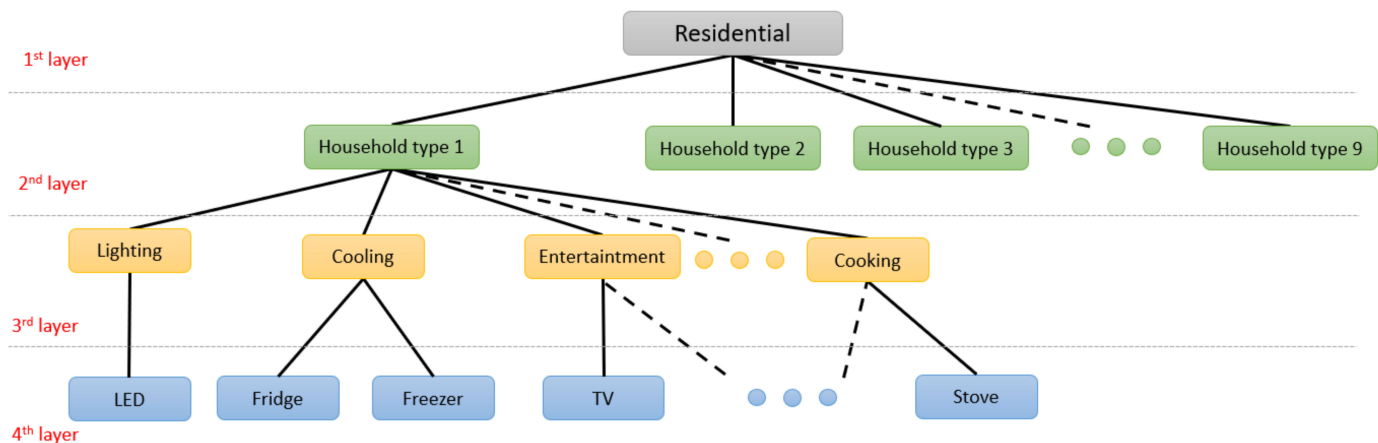 Residential
1st layer
Household type 1
Household type 2
Household type 3
Household type 9
2nd layer
Lighting
Cooling
Entertaintment
Cooking
3rd layer
LED
Fridge
Freezer
TV
Stove
4th layer